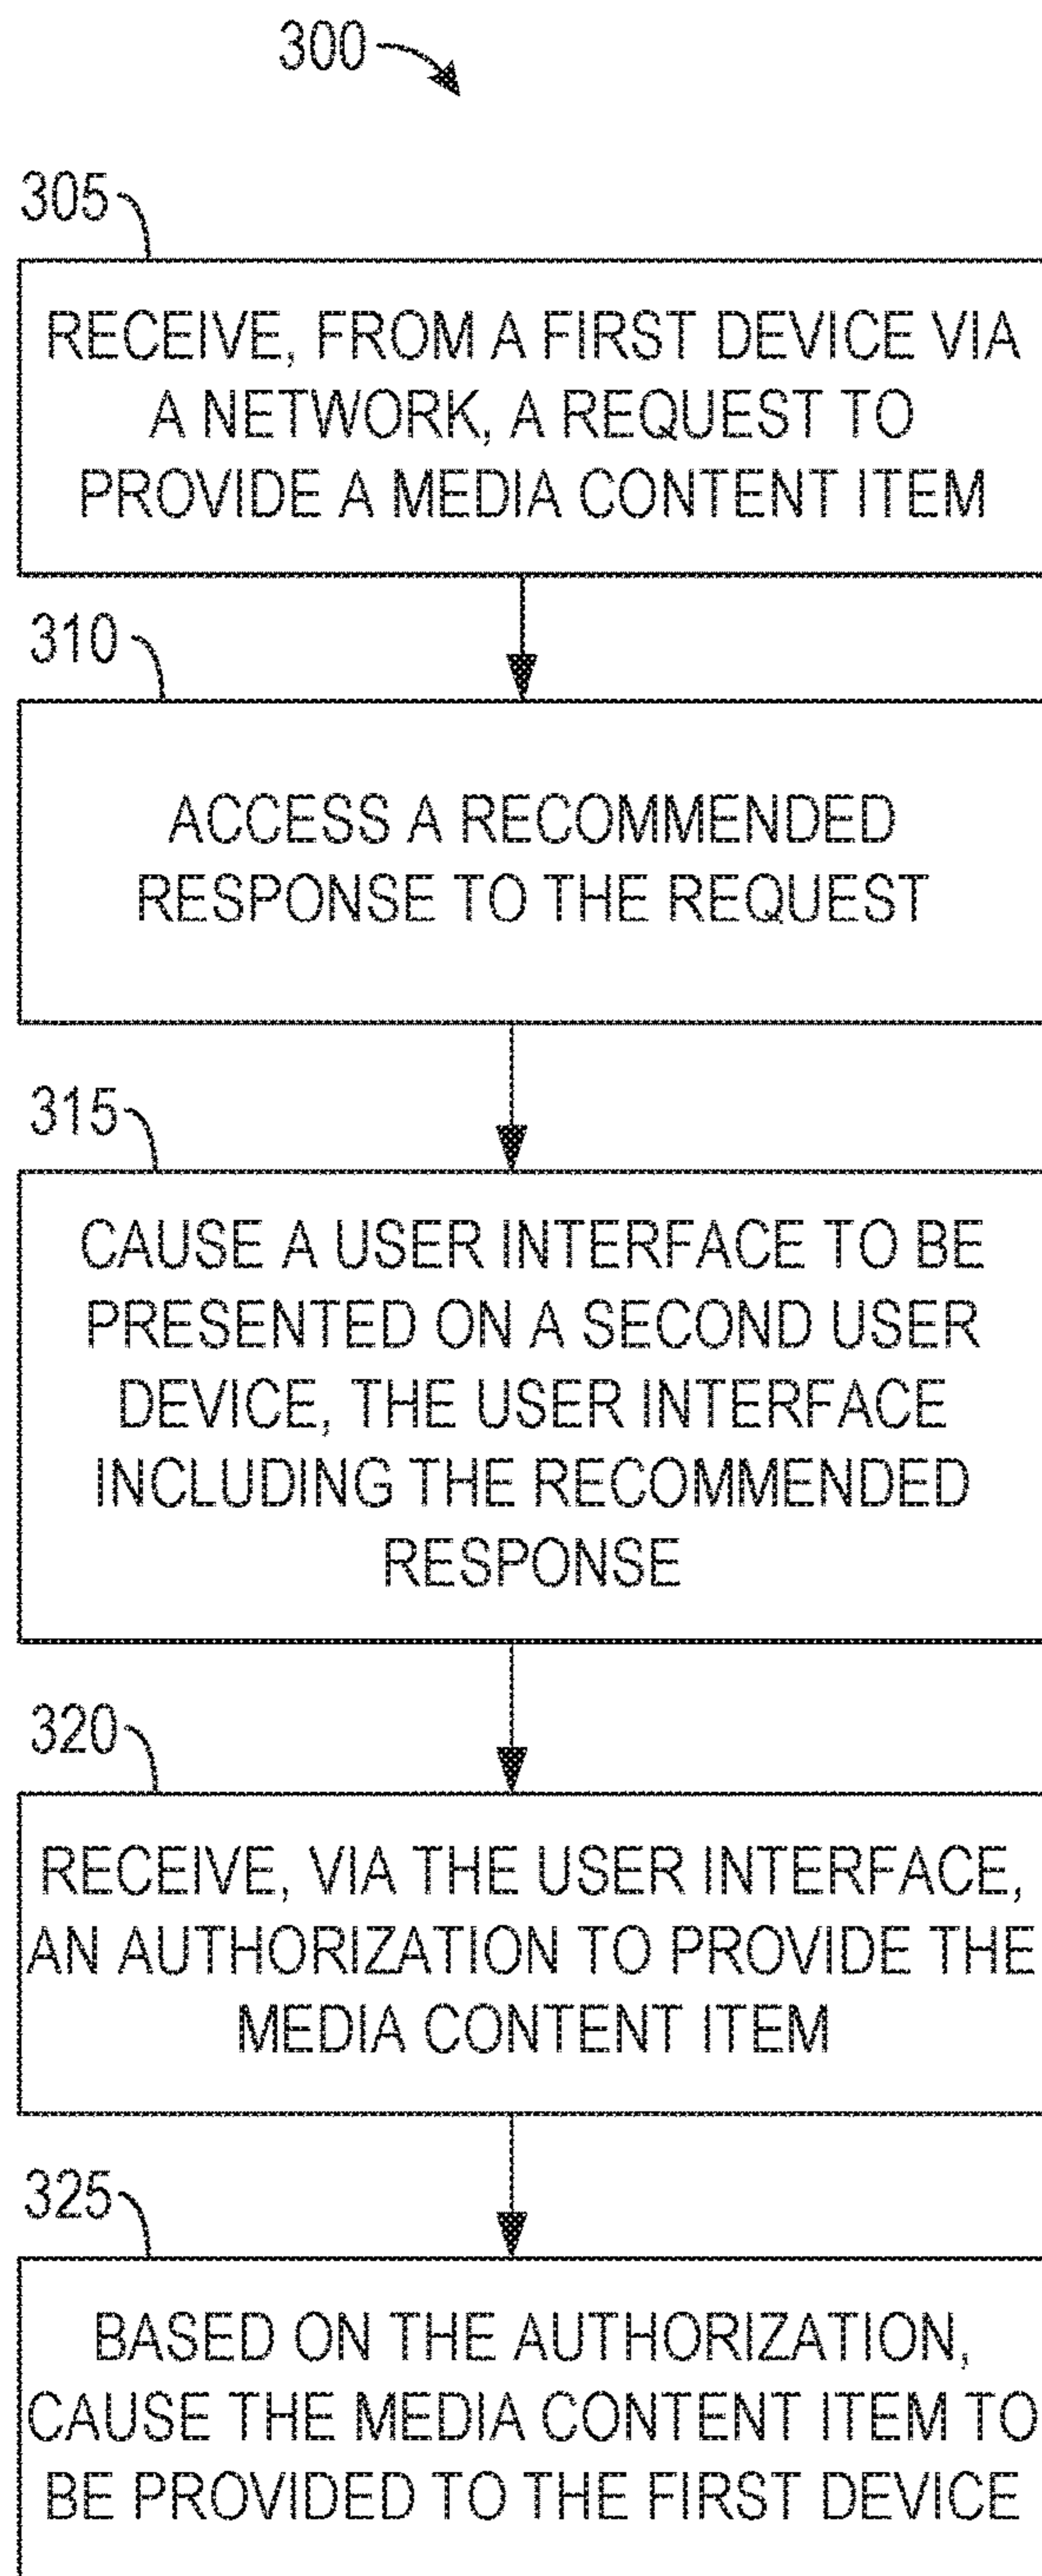 300
305
RECEIVE, FROM A FIRST DEVICE VIA
A NETWORK, A REQUEST TO
PROVIDE A MEDIA CONTENT ITEM
310
ACCESS A RECOMMENDED
RESPONSE TO THE REQUEST
315
CAUSE A USER INTERFACE TO BE
PRESENTED ON A SECOND USER
DEVICE, THE USER INTERFACE
INCLUDING THE RECOMMENDED
RESPONSE
320
RECEIVE, VIA THE USER INTERFACE,
AN AUTHORIZATION TO PROVIDE THE
MEDIA CONTENT ITEM
325
BASED ON THE AUTHORIZATION,
CAUSE THE MEDIA CONTENT ITEM TO
BE PROVIDED TO THE FIRST DEVICE